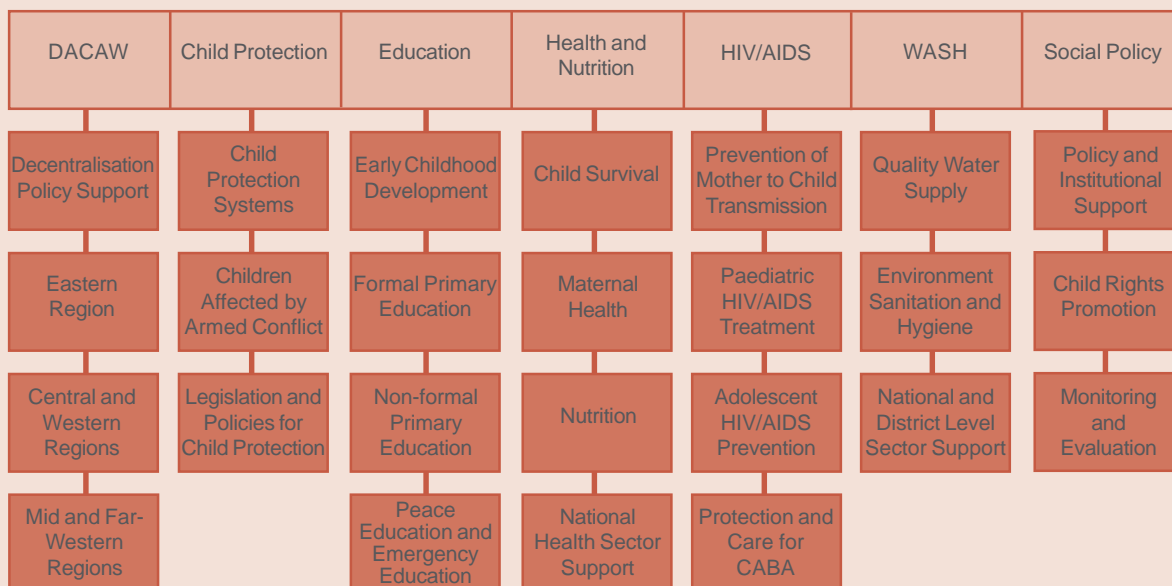 DACAW
Child Protection
Education
Health and
Nutrition
HIV/AIDS
WASH
Social Policy
Decentralisation
Policy Support
Child
Protection
Systems
Early Childhood
Development
Child Survival
Prevention of
Mother to Child
Transmission
Quality Water
Supply
Policy and
Institutional
Support
Eastern
Region
Children
Affected by
Armed Conflict
Formal Primary
Education
Maternal
Health
Paediatric
HIV/AIDS
Treatment
Environment
Sanitation and
Hygiene
Child Rights
Promotion
Central and
Western
Regions
Legislation and
Policies for
Child Protection
Non-formal
Primary
Education
Nutrition
Adolescent
HIV/AIDS
Prevention
National and
District Level
Sector Support
Monitoring
and
Evaluation
Mid and Far-
Western
Regions
Peace
Education and
Emergency
Education
National
Health Sector
Support
Protection and
Care for
CABA